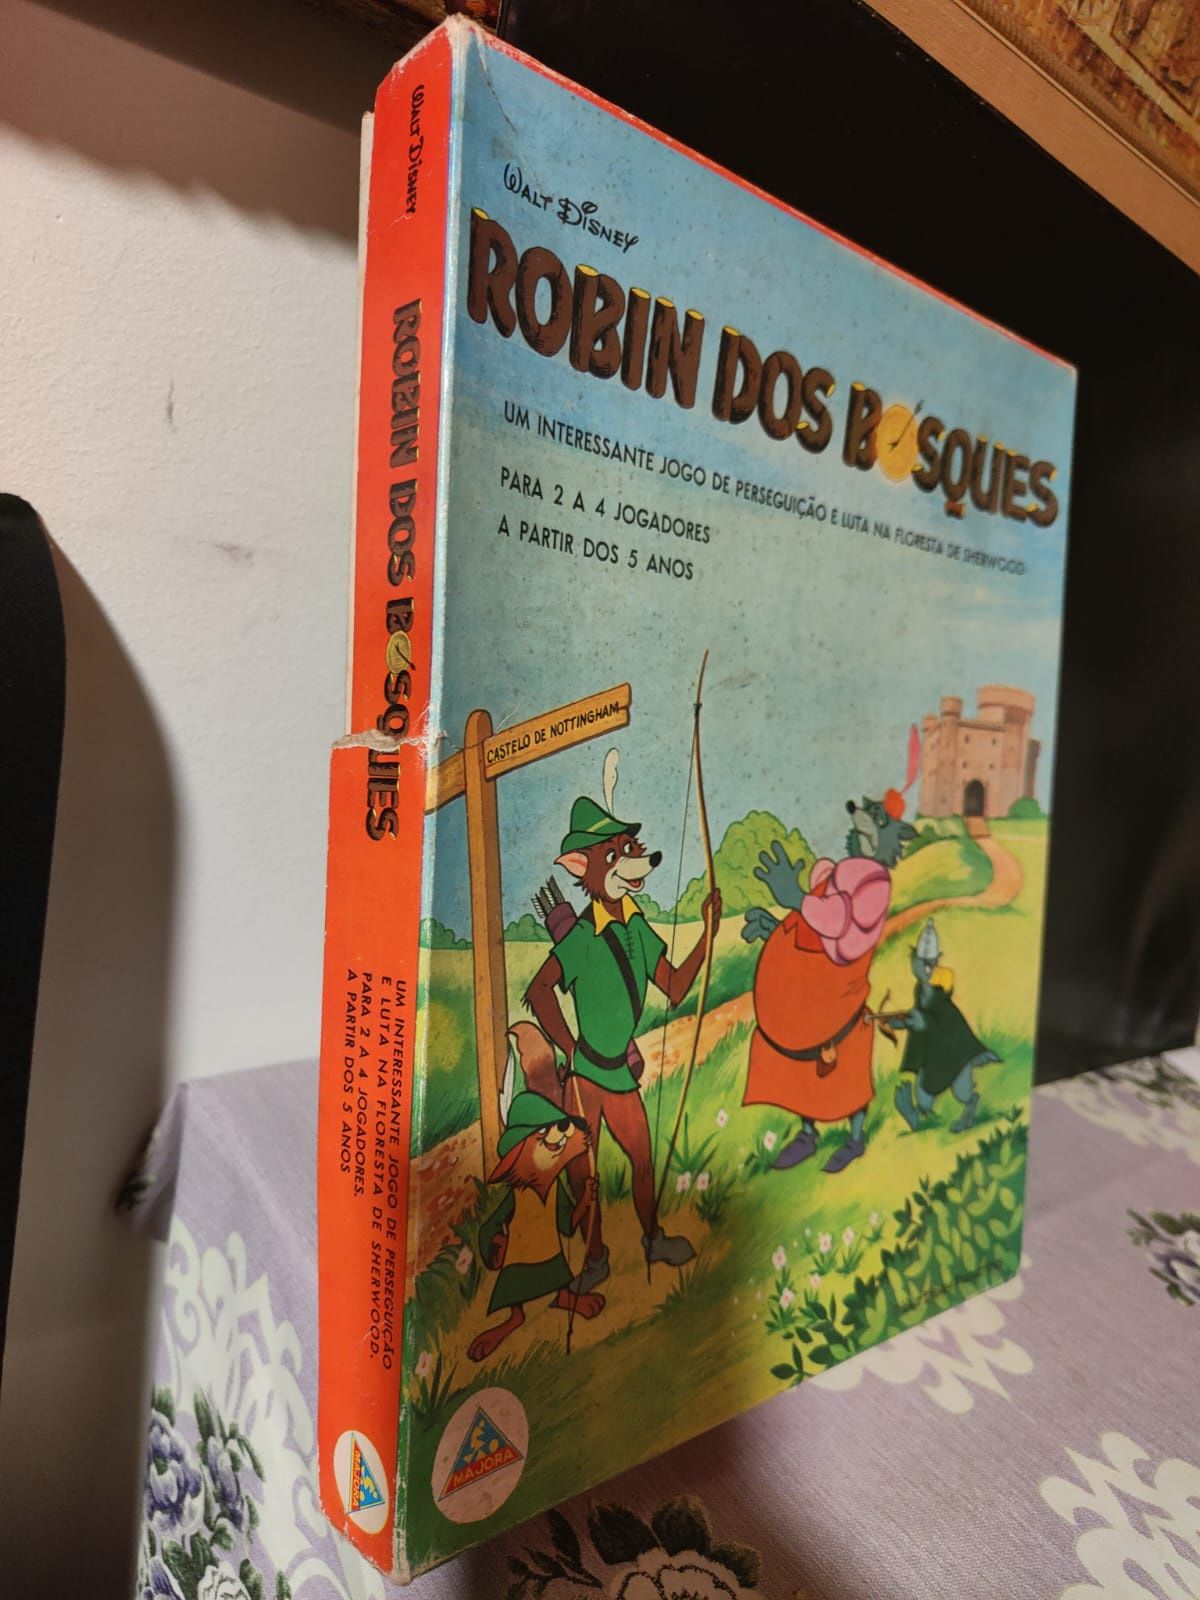 WALT DISNEY
ROBIN DOS BOSQUES
UM INTERESSANTE JOGO DE PERSEGUIÇÃO E LUTA NA FLORESTA DE SHERWOOD
PARA 2 A 4 JOGADORES
A PARTIR DOS 5 ANOS
CASTELO DE NOTTINGHAM
MAJORA
WALT DISNEY
ROBIN DOS BOSQUES
UM INTERESSANTE JOGO DE PERSEGUIÇÃO
E LUTA NA FLORESTA DE SHERWOOD.
PARA 2 A 4 JOGADORES.
A PARTIR DOS 5 ANOS
MAJORA